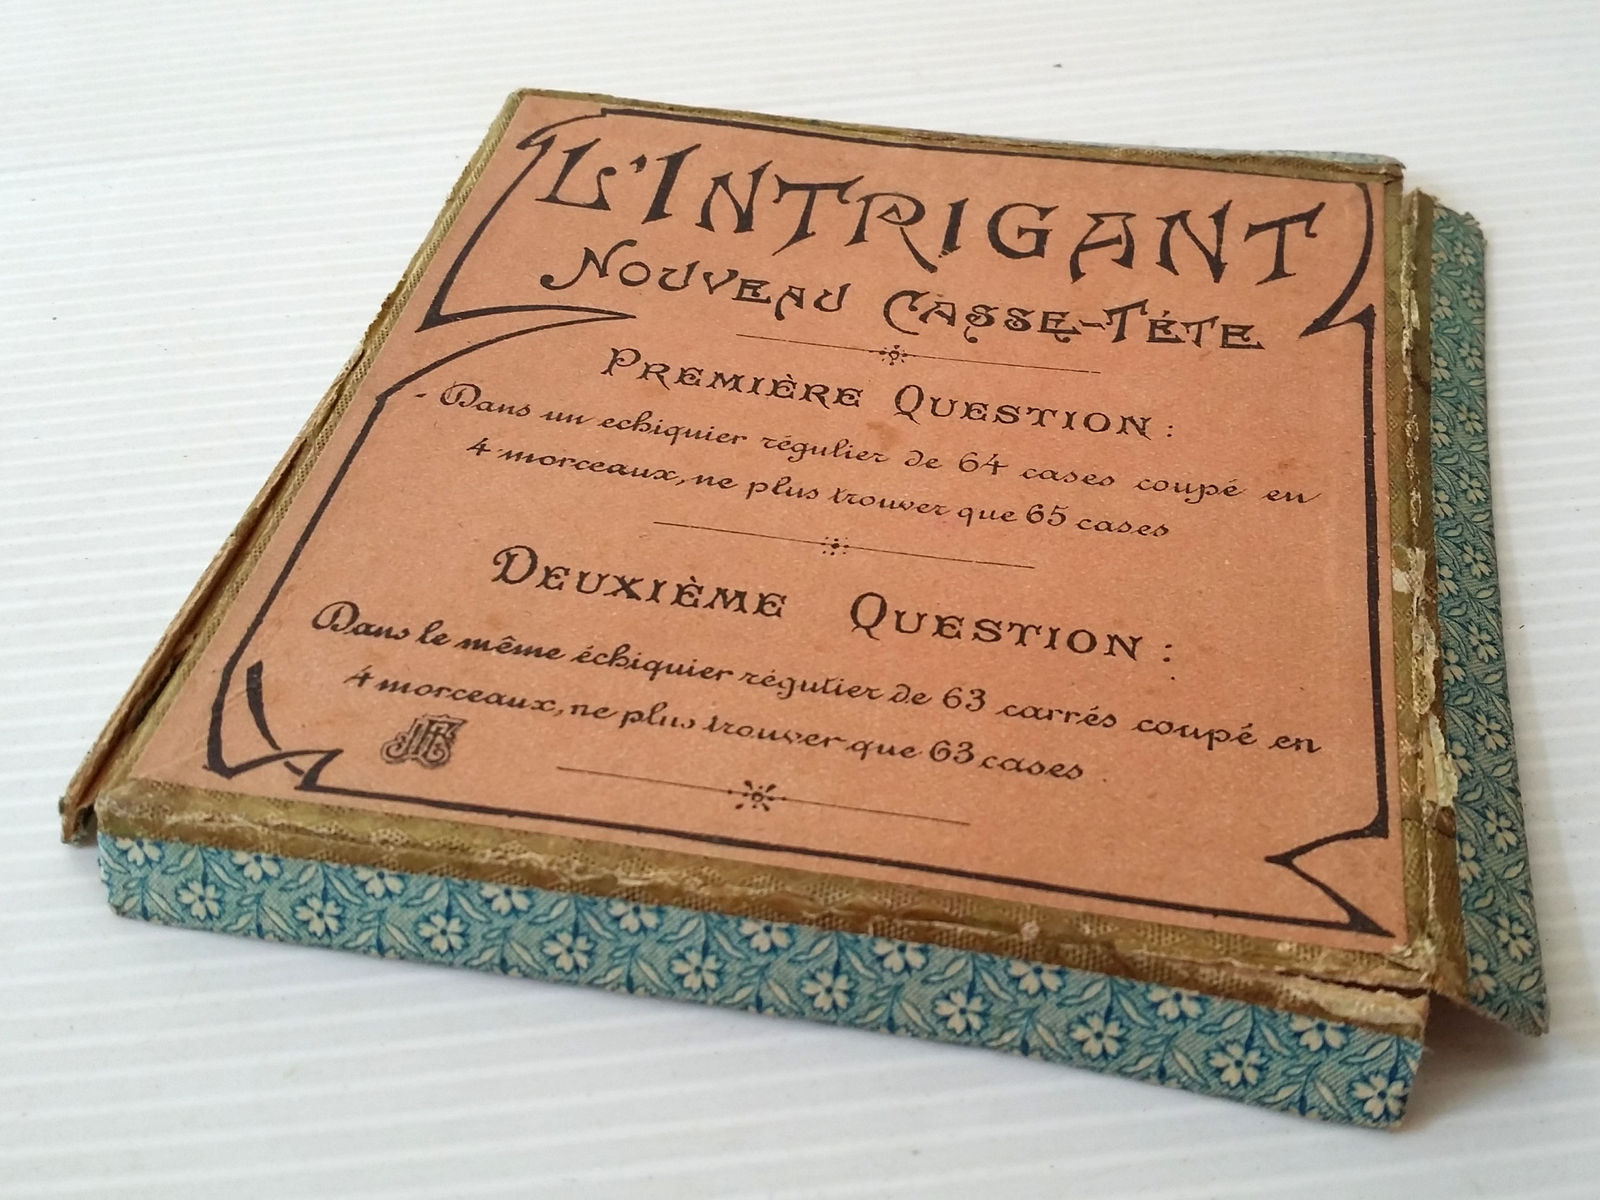 L'INTRIGANT
NOUVEAU CASSE-TÉTE
PREMIÈRE QUESTION :
- Dans un echiquier régulier de 64 cases coupé en
4 morceaux, ne plus trouver que 65 cases
DEUXIÈME QUESTION :
Dans le même échiquier régulier de 63 carrés coupé en
4 morceaux, ne plus trouver que 63 cases.